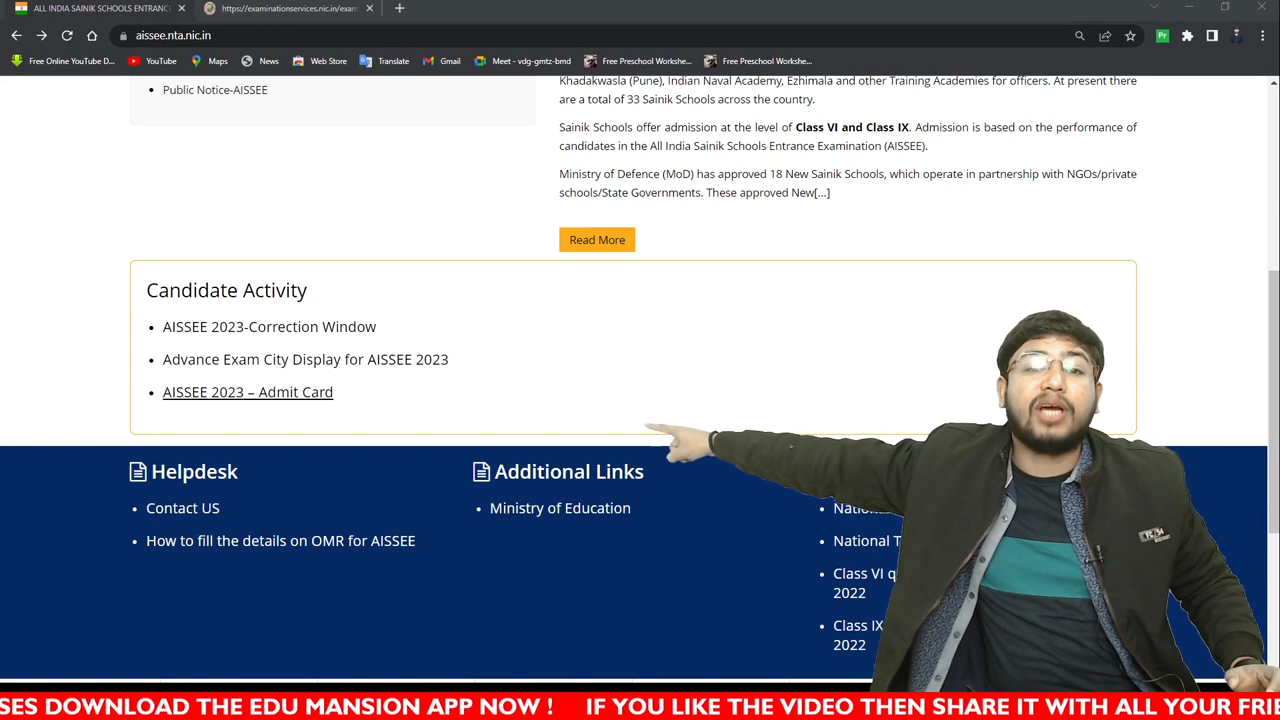 ALL INDIA SAINIK SCHOOLS ENTRANC
https://examinationservices.nic.in/exam
aissee.nta.nic.in
Free Online YouTube D...
YouTube
Maps
News
Web Store
Translate
Gmail
Meet - vdg-gmtz-bmd
Free Preschool Workshe...
Free Preschool Workshe...
Public Notice-AISSEE
Khadakwasla (Pune), Indian Naval Academy, Ezhimala and other Training Academies for officers. At present there
are a total of 33 Sainik Schools across the country.
Sainik Schools offer admission at the level of Class VI and Class IX. Admission is based on the performance of
candidates in the All India Sainik Schools Entrance Examination (AISSEE).
Ministry of Defence (MoD) has approved 18 New Sainik Schools, which operate in partnership with NGOs/private
schools/State Governments. These approved New[...]
Read More
Candidate Activity
AISSEE 2023-Correction Window
Advance Exam City Display for AISSEE 2023
AISSEE 2023 – Admit Card
Helpdesk
Contact US
How to fill the details on OMR for AISSEE
Additional Links
Ministry of Education
Nationa
National T
Class VI q
2022
Class IX
2022
SES DOWNLOAD THE EDU MANSION APP NOW ! IF YOU LIKE THE VIDEO THEN SHARE IT WITH ALL YOUR FRIE